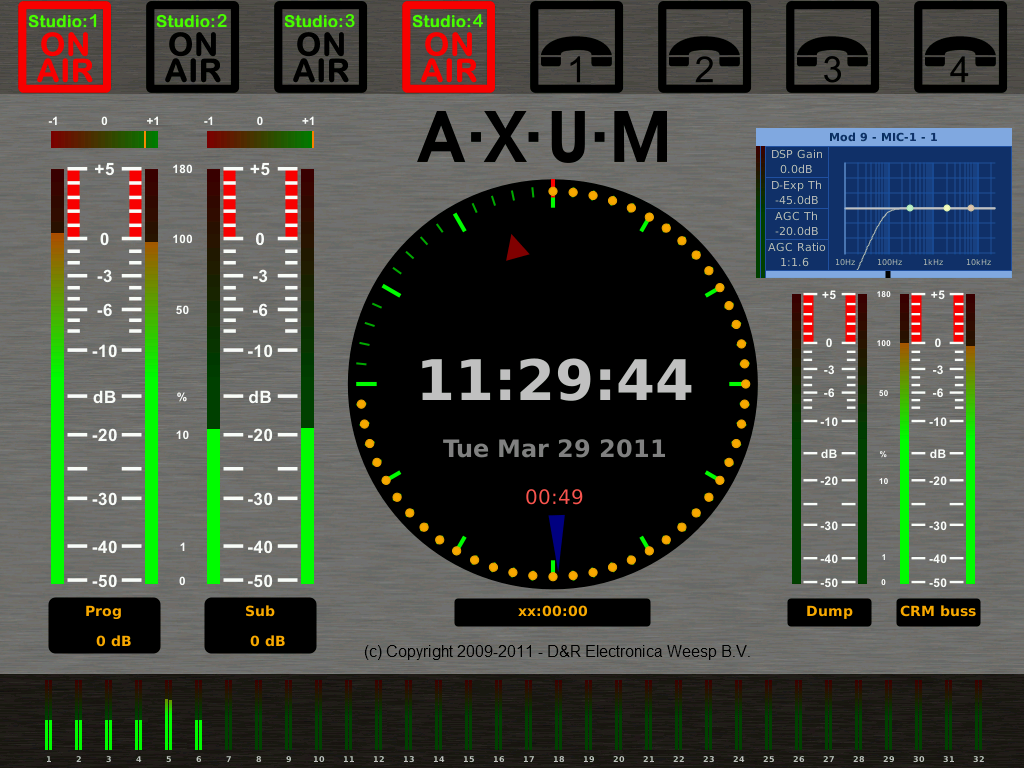 Studio:1 Studio:2 Studio:3 Studio:4
ON ON ON ON
AIR AIR AIR AIR 1 2 3 4
-1 0 +1 -1 0 +1
A·X·U·M
Mod 9 - MIC-1 - 1
DSP Gain
0.0dB
D-Exp Th
-45.0dB
AGC Th
-20.0dB
AGC Ratio
1:1.6
10Hz 100Hz 1kHz 10kHz
+5 180 +5
0 100 0
-3 -3
-6 50 -6
-10 -10
dB % dB
-20 10 -20
-30 -30
-40 1 -40
-50 0 -50
11:29:44
Tue Mar 29 2011
00:49
+5 180 +5
0 100 0
-3 -3
-6 50 -6
-10 -10
dB % dB
-20 10 -20
-30 -30
-40 1 -40
-50 0 -50
Prog
0 dB
Sub
0 dB
xx:00:00
Dump
CRM buss
(c) Copyright 2009-2011 - D&R Electronica Weesp B.V.
1 2 3 4 5 6 7 8 9 10 11 12 13 14 15 16 17 18 19 20 21 22 23 24 25 26 27 28 29 30 31 32